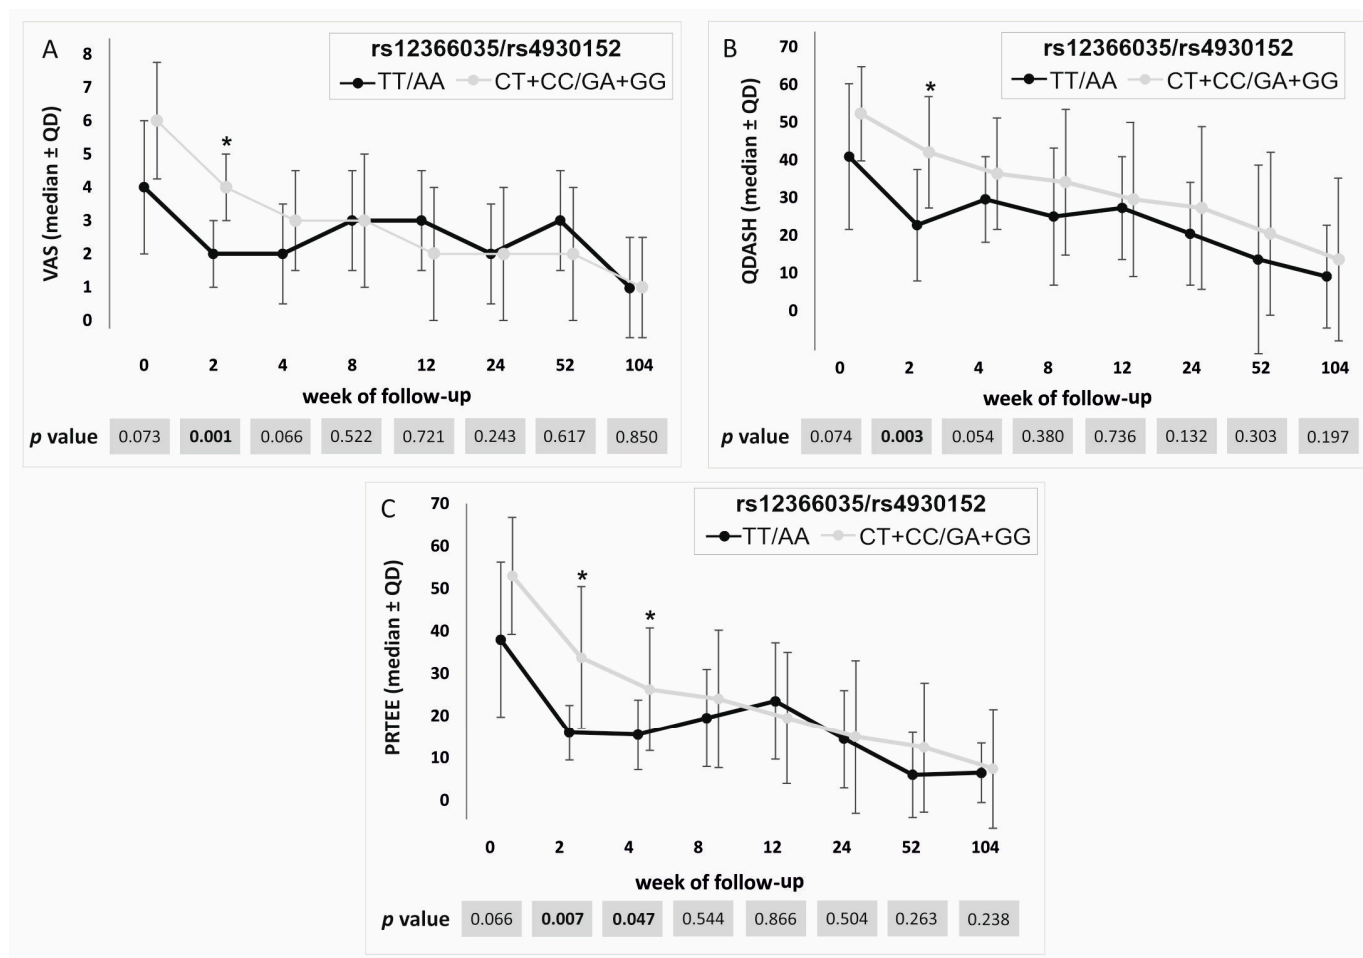 A
rs12366035/rs4930152
TT/AA CT+CC/GA+GG
VAS (median ± QD)
8
7
6
5
4
3
2
1
0
*
0 2 4 8 12 24 52 104
week of follow-up
p value 0.073 0.001 0.066 0.522 0.721 0.243 0.617 0.850
B
rs12366035/rs4930152
TT/AA CT+CC/GA+GG
QDASH (median ± QD)
70
60
50
40
30
20
10
0
*
0 2 4 8 12 24 52 104
week of follow-up
p value 0.074 0.003 0.054 0.380 0.736 0.132 0.303 0.197
C
rs12366035/rs4930152
TT/AA CT+CC/GA+GG
PRTEE (median ± QD)
70
60
50
40
30
20
10
0
*
*
0 2 4 8 12 24 52 104
week of follow-up
p value 0.066 0.007 0.047 0.544 0.866 0.504 0.263 0.238